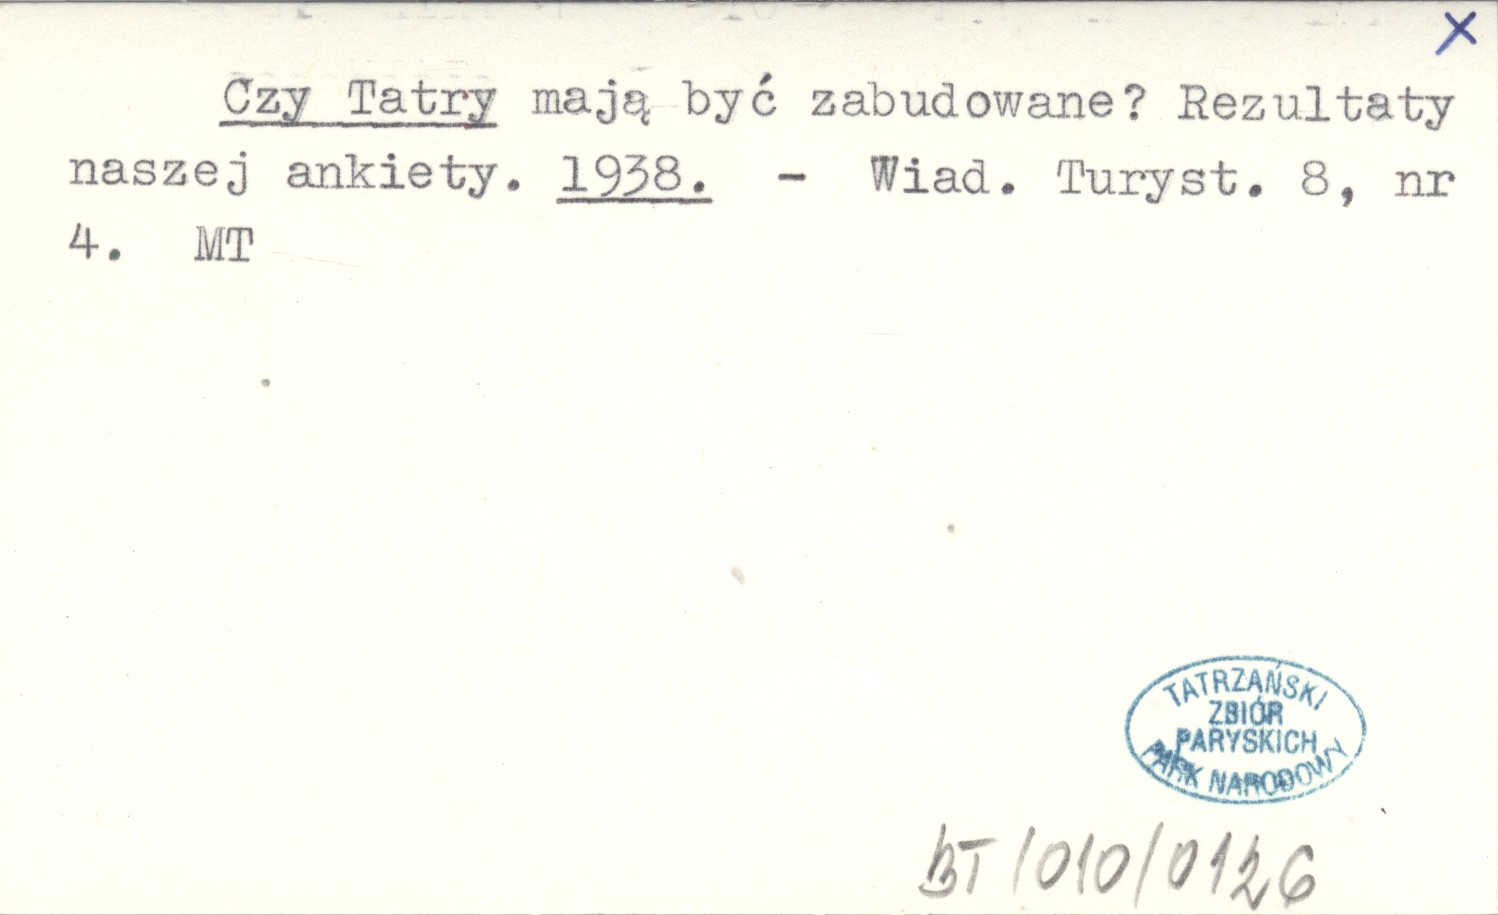 X
Czy Tatry mają być zabudowane? Rezultaty
naszej ankiety. 1938. - Wiad. Turyst. 8, nr
4. MT
TATRZAŃSKI
ZBIÓR
PARYSKICH
PARK NARODOWY
BT/010/0126